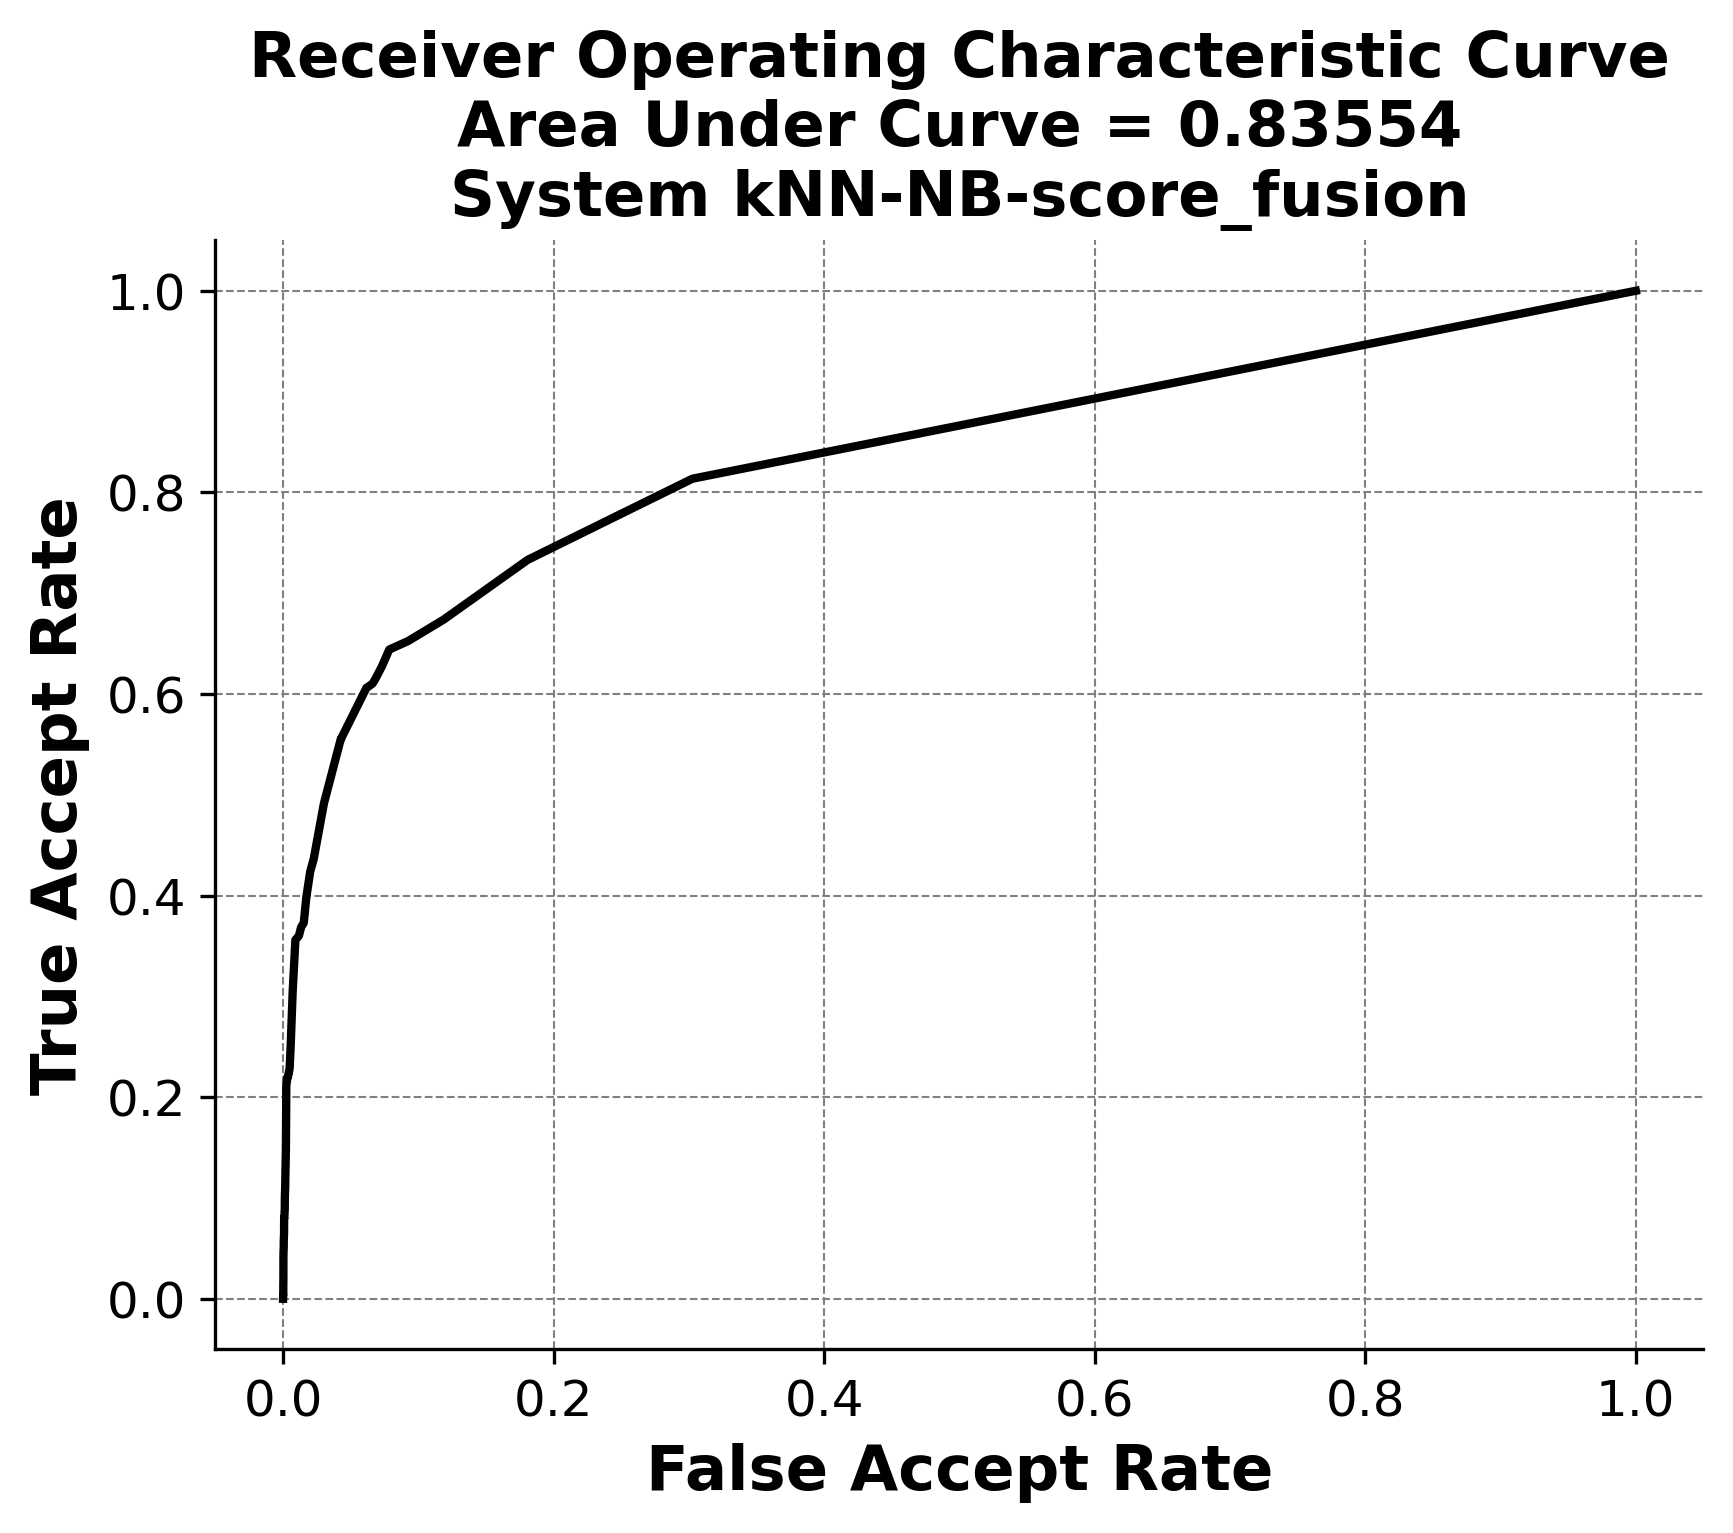 Receiver Operating Characteristic Curve
Area Under Curve = 0.83554
System kNN-NB-score_fusion
True Accept Rate
1.0
0.8
0.6
0.4
0.2
0.0
0.0 0.2 0.4 0.6 0.8 1.0
False Accept Rate